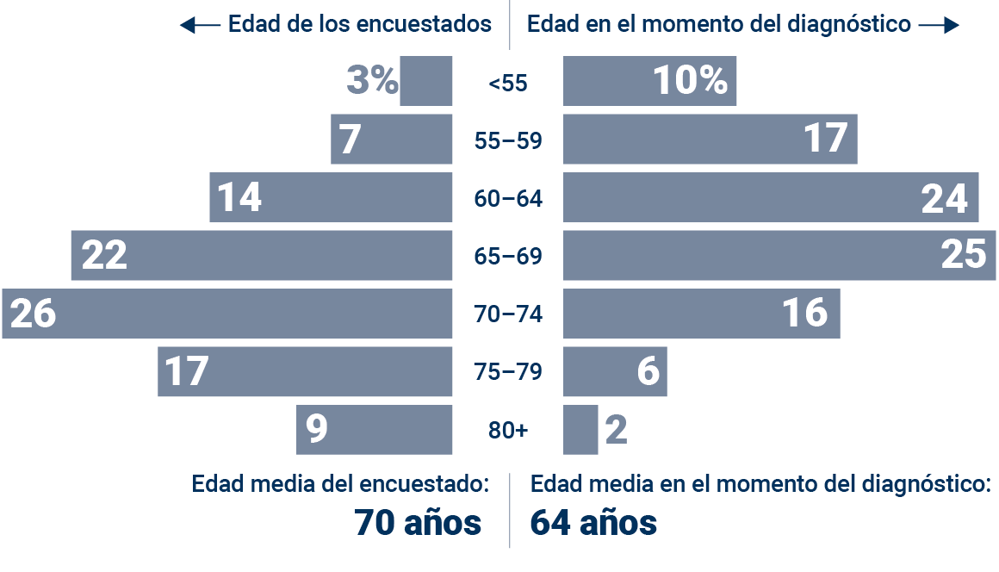 Edad de los encuestados
Edad en el momento del diagnóstico
3% <55 10%
7 55–59 17
14 60–64 24
22 65–69 25
26 70–74 16
17 75–79 6
9 80+ 2
Edad media del encuestado:
70 años
Edad media en el momento del diagnóstico:
64 años